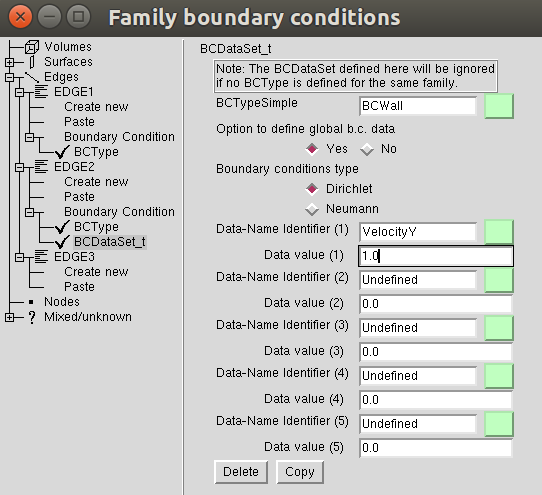 Family boundary conditions
Volumes
Surfaces
Edges
EDGE1
Create new
Paste
Boundary Condition
BCType
EDGE2
Create new
Paste
Boundary Condition
BCType
BCDataSet_t
EDGE3
Create new
Paste
Nodes
? Mixed/unknown
BCDataSet_t
Note: The BCDataSet defined here will be ignored
if no BCType is defined for the same family.
BCTypeSimple BCWall
Option to define global b.c. data
Yes No
Boundary conditions type
Dirichlet
Neumann
Data-Name Identifier (1) VelocityY
Data value (1) 1.0
Data-Name Identifier (2) Undefined
Data value (2) 0.0
Data-Name Identifier (3) Undefined
Data value (3) 0.0
Data-Name Identifier (4) Undefined
Data value (4) 0.0
Data-Name Identifier (5) Undefined
Data value (5) 0.0
Delete Copy